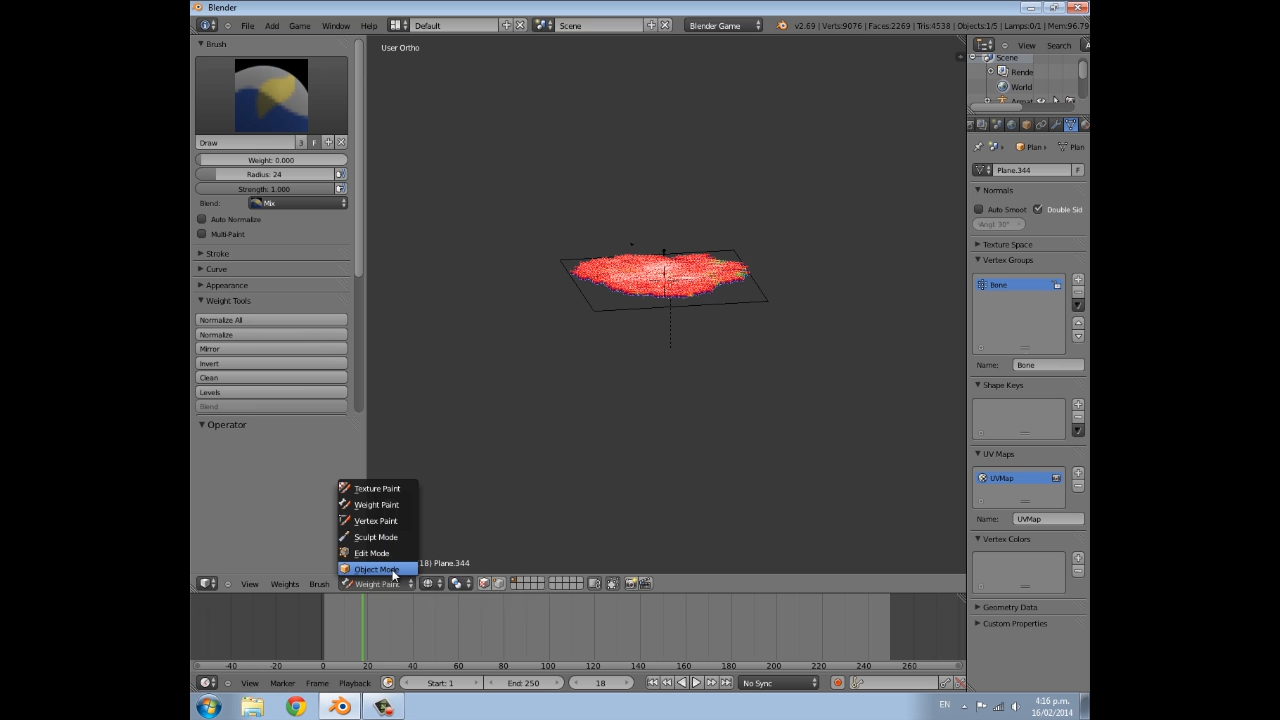 Blender
File Add Game Window Help Default Scene Blender Game v2.69 | Verts:9076 | Faces:2269 | Tris:4538 | Objects:1/5 | Lamps:0/1 | Mem:96.79
Brush
User Ortho
View Search
Scene
Rende
World
Draw 3 F
Weight: 0.000
Radius: 24
Strength: 1.000
Blend: Mix
Auto Normalize
Multi-Paint
Stroke
Curve
Appearance
Weight Tools
Normalize All
Normalize
Mirror
Invert
Clean
Levels
Blend
Operator
Plan Plan
Plane.344 F
Normals
Auto Smoot Double Sid
Angl: 30°
Texture Space
Vertex Groups
Bone
Name: Bone
Shape Keys
UV Maps
UVMap
Name: UVMap
Vertex Colors
Geometry Data
Custom Properties
Texture Paint
Weight Paint
Vertex Paint
Sculpt Mode
Edit Mode
Object Mode
18) Plane.344
View Weights Brush Weight Paint
-40 -20 0 20 40 60 80 100 120 140 160 180 200 220 240 260
View Marker Frame Playback Start: 1 End: 250 18 No Sync
EN 4:16 p.m.
16/02/2014